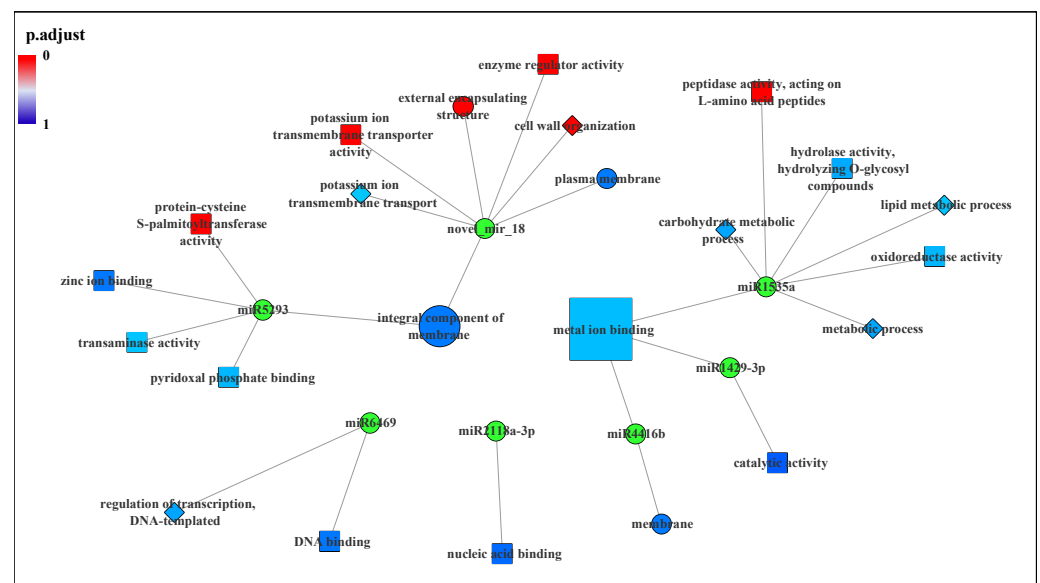 p.adjust
0
1
enzyme regulator activity
peptidase activity, acting on
L-amino acid peptides
external encapsulating
structure
potassium ion
transmembrane transporter
activity
cell wall organization
hydrolase activity,
hydrolyzing O-glycosyl
compounds
potassium ion
transmembrane transport
plasma membrane
lipid metabolic process
protein-cysteine
S-palmitoyltransferase
activity
novel_mir_18
carbohydrate metabolic
process
oxidoreductase activity
zinc ion binding
miR1535a
miR5293
integral component of
membrane
metal ion binding
metabolic process
transaminase activity
miR1429-3p
pyridoxal phosphate binding
miR6469
miR2118a-3p
miR4416b
catalytic activity
regulation of transcription,
DNA-templated
membrane
DNA binding
nucleic acid binding